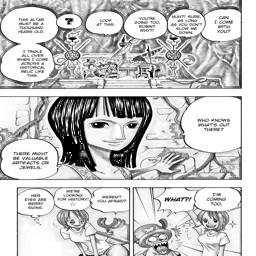 CAN I
COME
WITH
YOU?
HUH?! SURE,
AS LONG
AS YOU
DON'T
SLOW ME
DOWN.
YOU'RE
GOING
TOO,
ROBIN?
WHY?!
LOOK
AT
THIS.
?
THIS ALTAR
MUST BE A
THOUSAND
YEARS OLD.
I TINGLE ALL
OVER
WHEN I COME
ACROSS A
HISTORICAL
RELIC LIKE
THIS.
WHO KNOWS
WHAT'S OUT
THERE?
THERE MIGHT
BE VALUABLE
ARTIFACTS OR
JEWELS.
I'M
COMING
TOO.
WHAT?!
WEREN'T
YOU AFRAID?
WE'RE
LOOKING
FOR HISTORY!
HER
EYES ARE
BERRY
SIGNS.